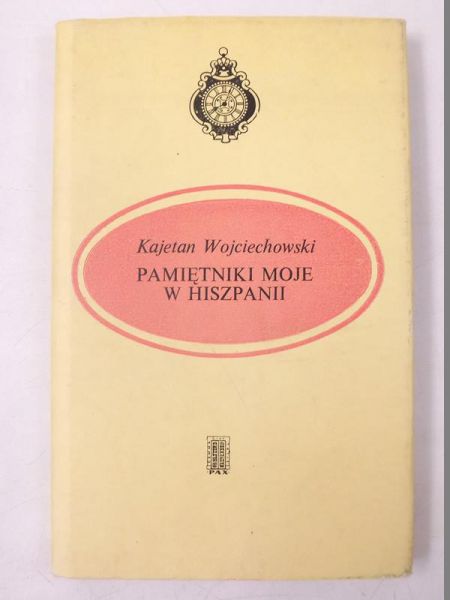 Kajetan Wojciechowski
PAMIĘTNIKI MOJE
W HISZPANII
PAX